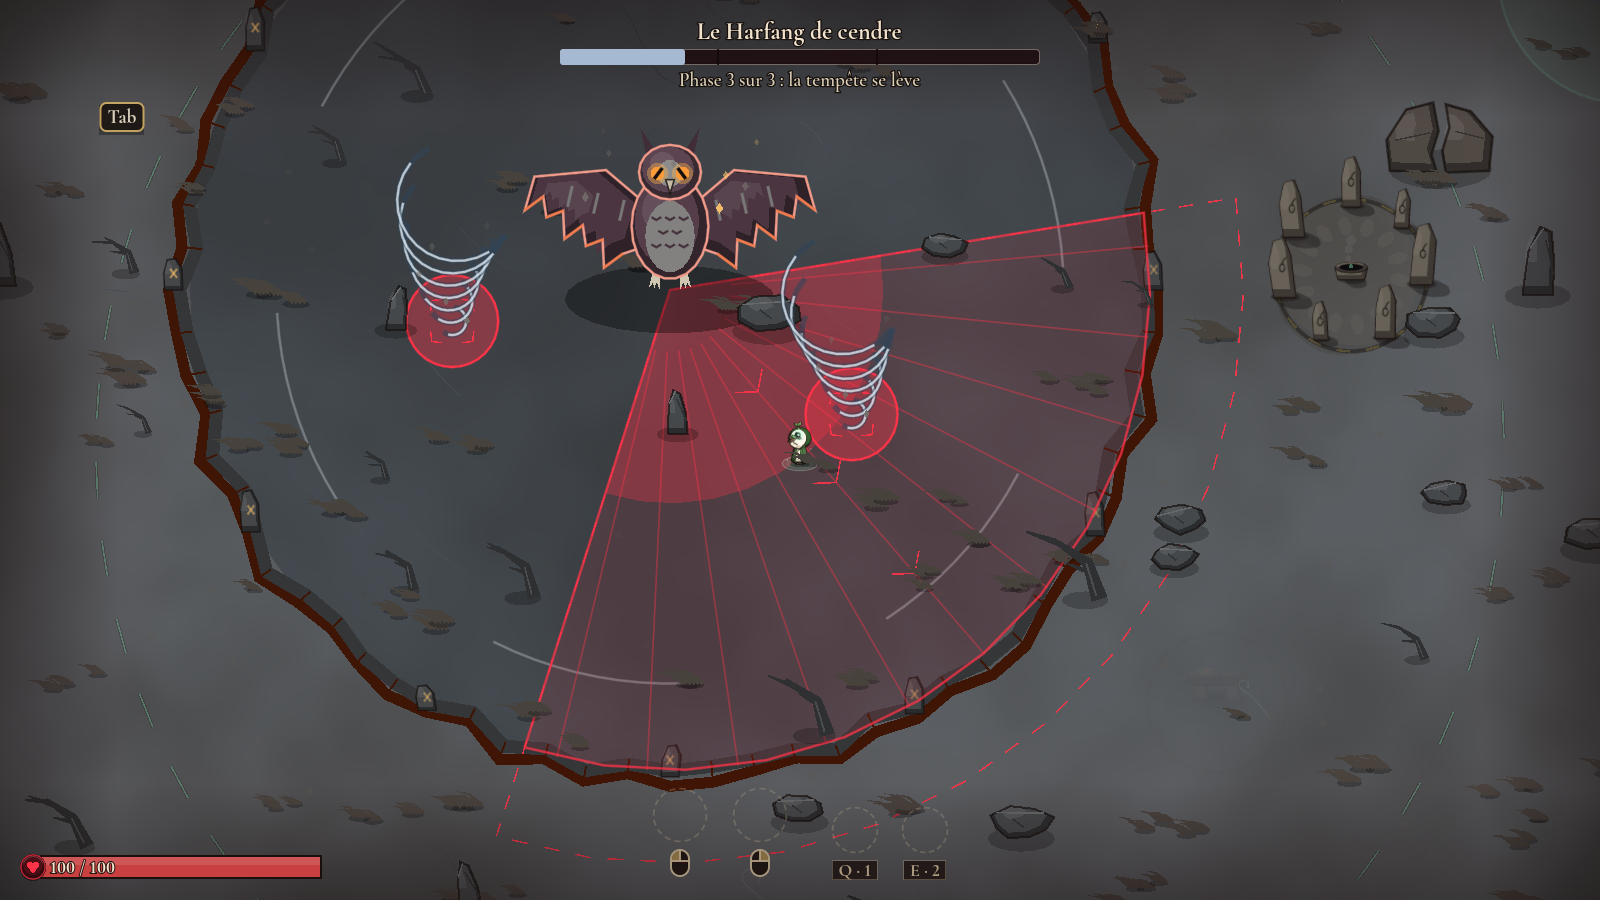 Le Harfang de cendre
Phase 3 sur 3 : la tempête se lève
Tab
100 / 100
Q · 1
E · 2